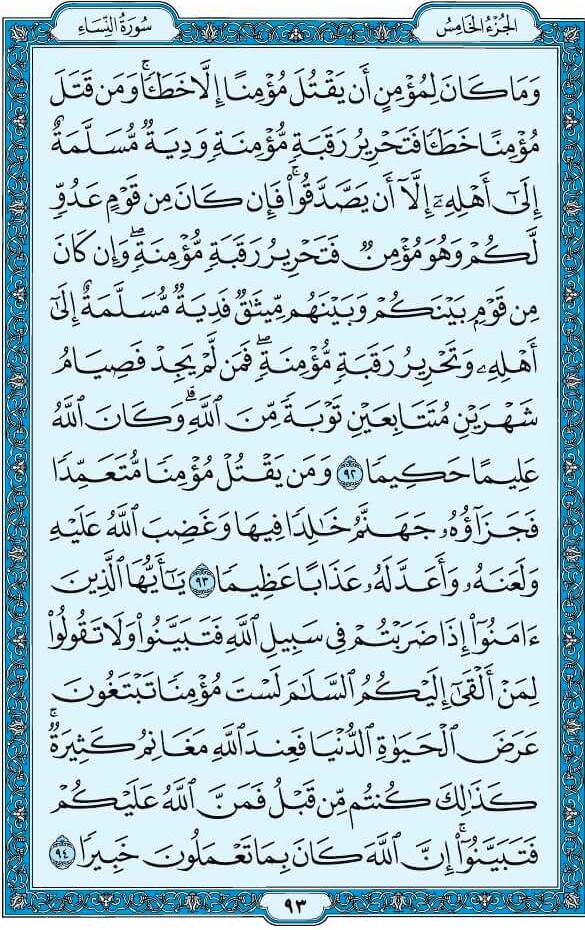 الجُزْءُ الخَامِسُ
سُورَةُ النِّسَاءِ
وَمَا كَانَ لِمُؤْمِنٍ أَن يَقْتُلَ مُؤْمِنًا إِلَّا خَطَـًٔاۚ وَمَن قَتَلَ
مُؤْمِنًا خَطَـًٔا فَتَحْرِيرُ رَقَبَةٍ مُّؤْمِنَةٍ وَدِيَةٌ مُّسَلَّمَةٌ
إِلَىٰٓ أَهْلِهِۦٓ إِلَّآ أَن يَصَّدَّقُوا۟ۚ فَإِن كَانَ مِن قَوْمٍ عَدُوٍّ
لَّكُمْ وَهُوَ مُؤْمِنٌ فَتَحْرِيرُ رَقَبَةٍ مُّؤْمِنَةٍۖ وَإِن كَانَ
مِن قَوْمِۭ بَيْنَكُمْ وَبَيْنَهُم مِّيثَٰقٌ فَدِيَةٌ مُّسَلَّمَةٌ إِلَىٰٓ
أَهْلِهِۦ وَتَحْرِيرُ رَقَبَةٍ مُّؤْمِنَةٍۖ فَمَن لَّمْ يَجِدْ فَصِيَامُ
شَهْرَيْنِ مُتَتَابِعَيْنِ تَوْبَةً مِّنَ ٱللَّهِۗ وَكَانَ ٱللَّهُ
عَلِيمًا حَكِيمًا ٩٢ وَمَن يَقْتُلْ مُؤْمِنًا مُّتَعَمِّدًا
فَجَزَآؤُهُۥ جَهَنَّمُ خَٰلِدًا فِيهَا وَغَضِبَ ٱللَّهُ عَلَيْهِ
وَلَعَنَهُۥ وَأَعَدَّ لَهُۥ عَذَابًا عَظِيمًا ٩٣ يَٰٓأَيُّهَا ٱلَّذِينَ
ءَامَنُوٓا۟ إِذَا ضَرَبْتُمْ فِى سَبِيلِ ٱللَّهِ فَتَبَيَّنُوا۟ وَلَا تَقُولُوا۟
لِمَنْ أَلْقَىٰٓ إِلَيْكُمُ ٱلسَّلَٰمَ لَسْتَ مُؤْمِنًا تَبْتَغُونَ
عَرَضَ ٱلْحَيَوٰةِ ٱلدُّنْيَا فَعِندَ ٱللَّهِ مَغَانِمُ كَثِيرَةٌۚ
كَذَٰلِكَ كُنتُم مِّن قَبْلُ فَمَنَّ ٱللَّهُ عَلَيْكُمْ
فَتَبَيَّنُوٓا۟ۚ إِنَّ ٱللَّهَ كَانَ بِمَا تَعْمَلُونَ خَبِيرًا ٩٤
٩٣